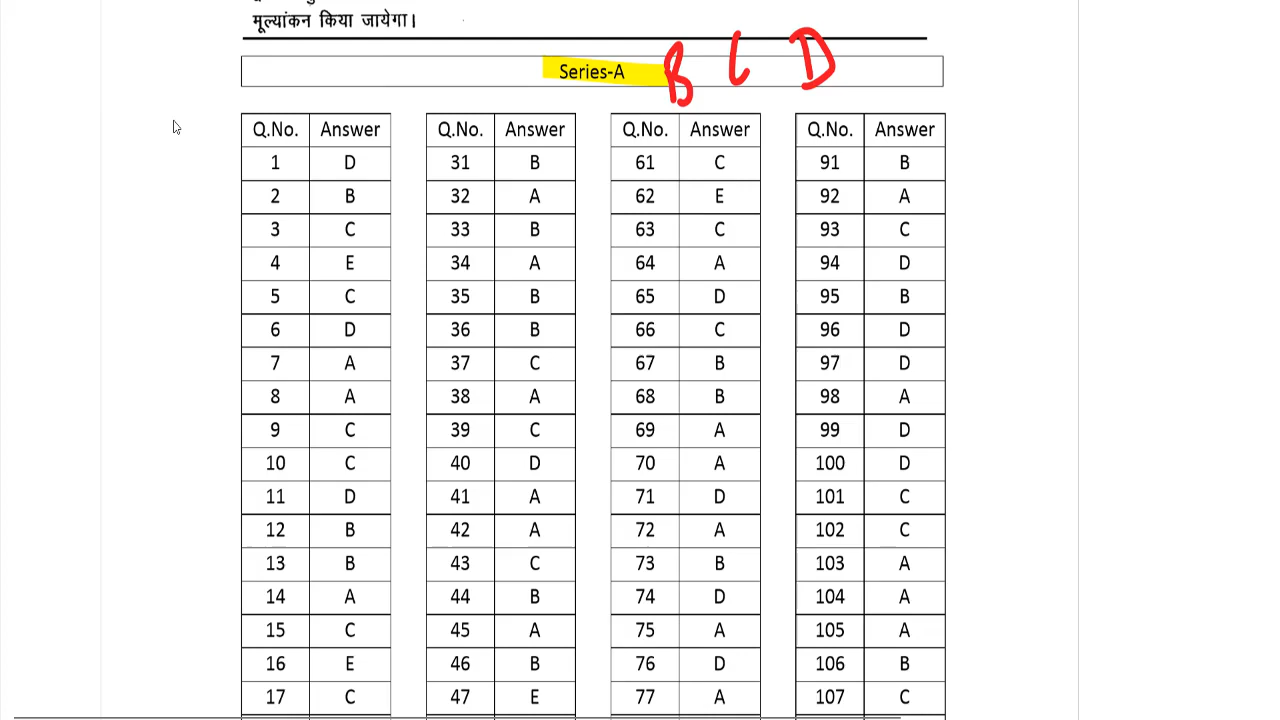 मूल्यांकन किया जायेगा।
Series-A B C D
Q.No. Answer Q.No. Answer Q.No. Answer Q.No. Answer
1 D 31 B 61 C 91 B
2 B 32 A 62 E 92 A
3 C 33 B 63 C 93 C
4 E 34 A 64 A 94 D
5 C 35 B 65 D 95 B
6 D 36 B 66 C 96 D
7 A 37 C 67 B 97 D
8 A 38 A 68 B 98 A
9 C 39 C 69 A 99 D
10 C 40 D 70 A 100 D
11 D 41 A 71 D 101 C
12 B 42 A 72 A 102 C
13 B 43 C 73 B 103 A
14 A 44 B 74 D 104 A
15 C 45 A 75 A 105 A
16 E 46 B 76 D 106 B
17 C 47 E 77 A 107 C